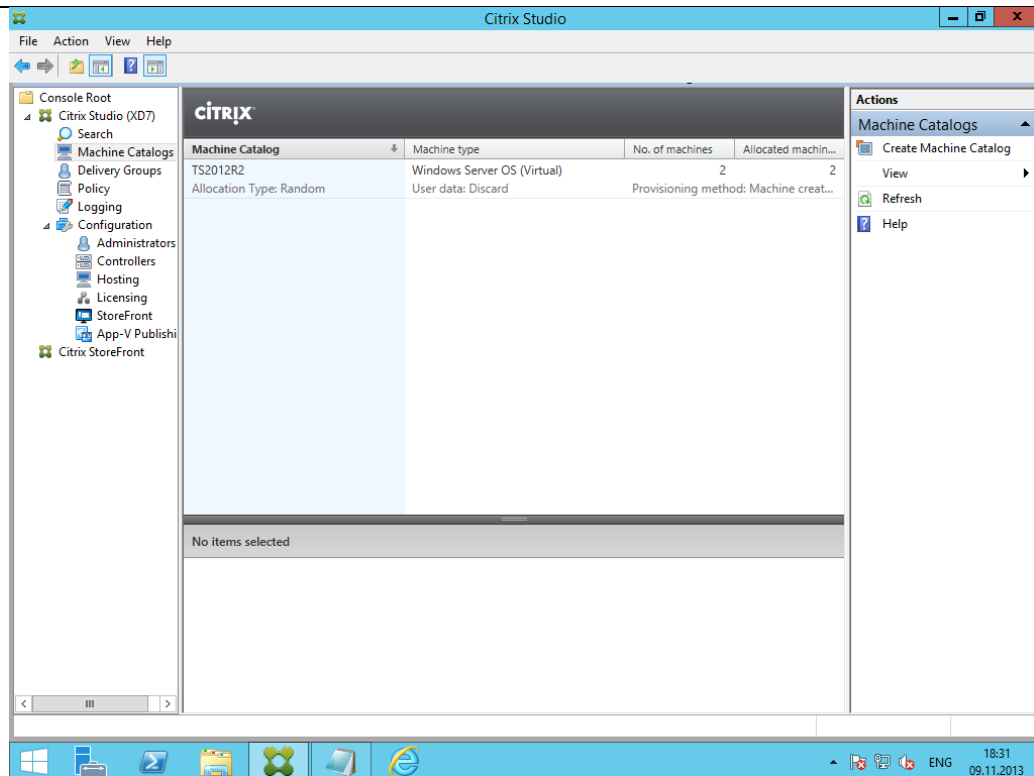 Citrix Studio
File Action View Help
Console Root
Citrix Studio (XD7)
Search
Machine Catalogs
Delivery Groups
Policy
Logging
Configuration
Administrators
Controllers
Hosting
Licensing
StoreFront
App-V Publishi
Citrix StoreFront
CITRIX
Machine Catalog Machine type No. of machines Allocated machin...
TS2012R2 Windows Server OS (Virtual) 2 2
Allocation Type: Random User data: Discard Provisioning method: Machine creat...
No items selected
Actions
Machine Catalogs
Create Machine Catalog
View
Refresh
Help
ENG
18:31
09.11.2013